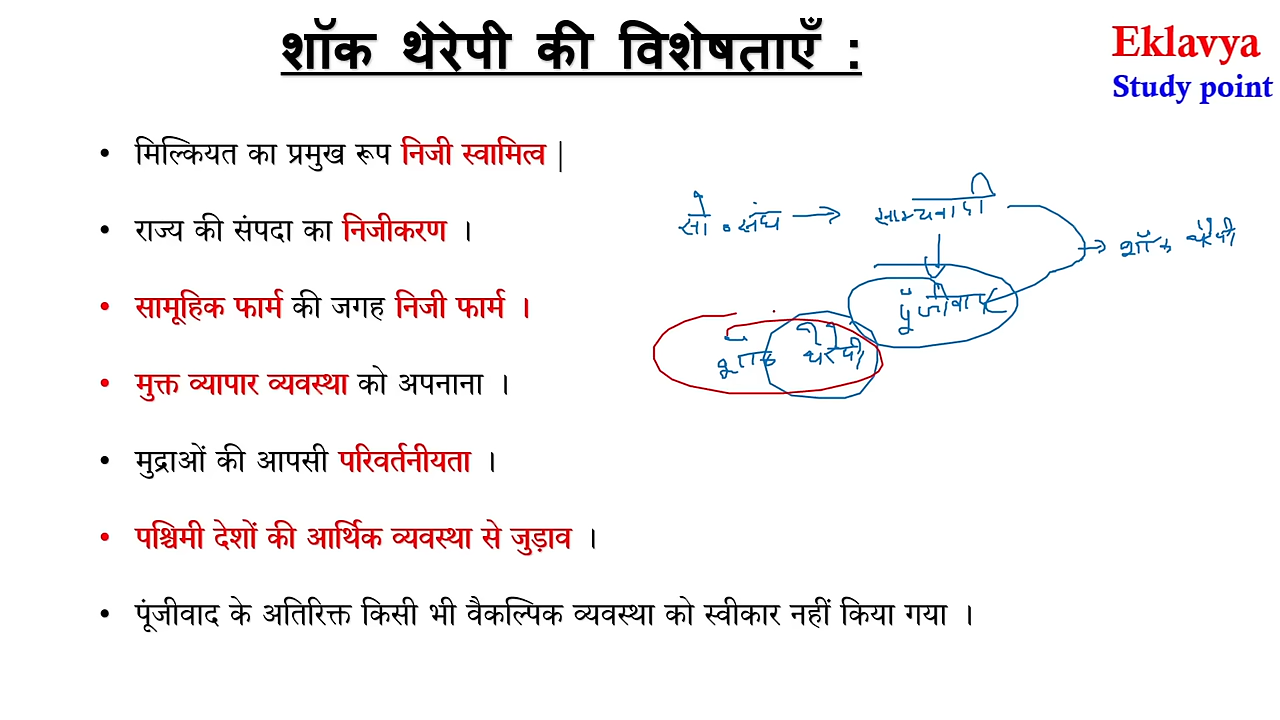 शॉक थेरेपी की विशेषताएँ :
Eklavya
Study point
• मिल्कियत का प्रमुख रूप निजी स्वामित्व |
• राज्य की संपदा का निजीकरण ।
• सामूहिक फार्म की जगह निजी फार्म ।
• मुक्त व्यापार व्यवस्था को अपनाना ।
• मुद्राओं की आपसी परिवर्तनीयता ।
• पश्चिमी देशों की आर्थिक व्यवस्था से जुड़ाव ।
• पूंजीवाद के अतिरिक्त किसी भी वैकल्पिक व्यवस्था को स्वीकार नहीं किया गया ।
सो. संघ → साम्यवादी → शॉक थेरेपी
पूँजीवाद
शॉक थेरेपी